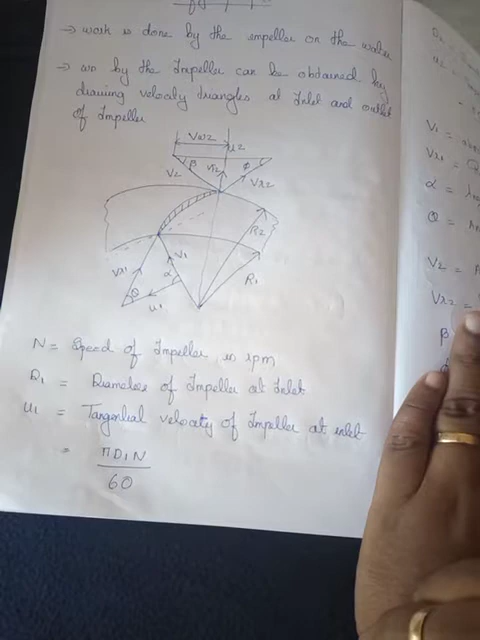 → work is done by the impeller on the water
→ WD by the Impeller can be obtained by
drawing velocity triangles at Inlet and outlet
of Impeller
Vw2
u2
β
V2
Vf2
φ
Vr2
R2
R1
V1
Vr1
α
θ
u1
N = Speed of Impeller in rpm
D1 = Diameter of Impeller at Inlet
u1 = Tangential velocity of Impeller at inlet
= πD1N
60
D1
u2
V1 =
Vr1 =
α =
θ =
V2 =
Vr2 =
β